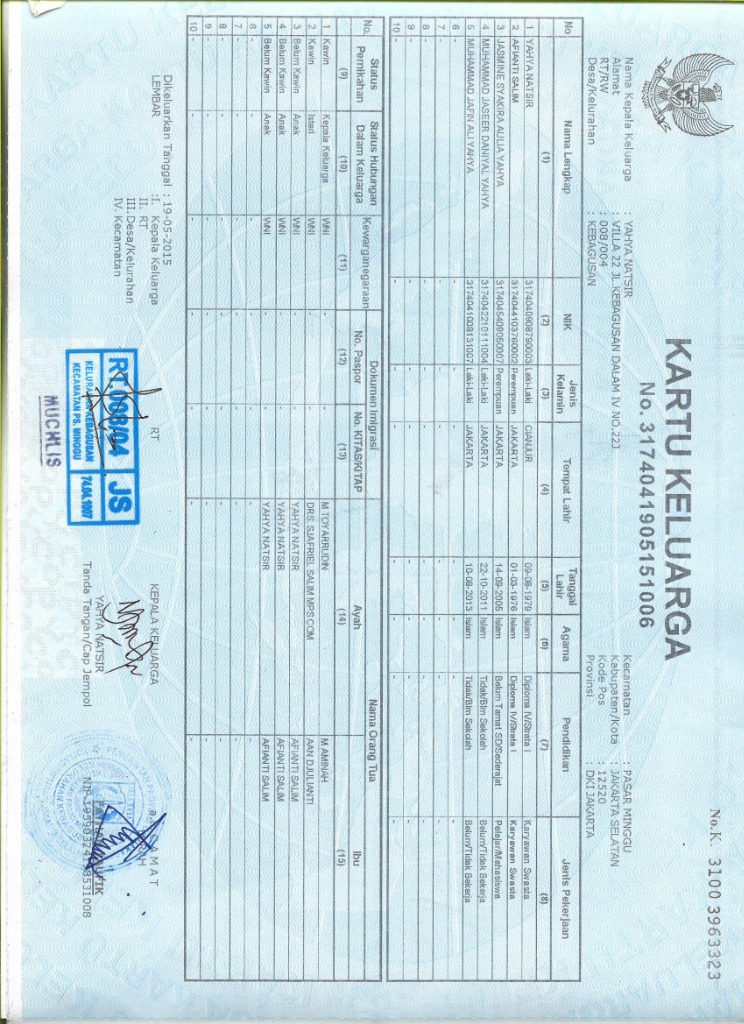 No.K. 3100 3963323
KARTU KELUARGA
No. 3174041905151006
Nama Kepala Keluarga : YAHYA NATSIR
Alamat : VILLA 22 JL.KEBAGUSAN DALAM IV NO.22J
RT/RW : 008/004
Desa/Kelurahan : KEBAGUSAN
Kecamatan : PASAR MINGGU
Kabupaten/Kota : JAKARTA SELATAN
Kode Pos : 12520
Provinsi : DKI JAKARTA
No Nama Lengkap NIK Jenis Kelamin Tempat Lahir Tanggal Lahir Agama Pendidikan Jenis Pekerjaan
(1) (2) (3) (4) (5) (6) (7) (8)
1 YAHYA NATSIR 3174040908790003 Laki-Laki CIANJUR 09-08-1979 Islam Diploma IV/Strata I Karyawan Swasta
2 AFIANTI SALIM 3174044103760002 Perempuan JAKARTA 01-03-1976 Islam Diploma IV/Strata I Karyawan Swasta
3 JASMINE SYAKIRA AULIA YAHYA 3174045409050007 Perempuan JAKARTA 14-09-2005 Islam Belum Tamat SD/Sederajat Pelajar/Mahasiswa
4 MUHAMMAD JASEER DANIYAL YAHYA 3174042210111004 Laki-Laki JAKARTA 22-10-2011 Islam Tidak/Blm Sekolah Belum/Tidak Bekerja
5 MUHAMMAD JAFIN ALI YAHYA 3174041008131007 Laki-Laki JAKARTA 10-08-2013 Islam Tidak/Blm Sekolah Belum/Tidak Bekerja
6 - - - - - - - -
7 - - - - - - - -
8 - - - - - - - -
9 - - - - - - - -
10 - - - - - - - -
No. Status Pernikahan Status Hubungan Dalam Keluarga Kewarganegaraan Dokumen Imigrasi Nama Orang Tua
No. Paspor No. KITAS/KITAP Ayah Ibu
(9) (10) (11) (12) (13) (14) (15)
1 Kawin Kepala Keluarga WNI - - M.TOYARRUDIN M AMINAH
2 Kawin Isteri WNI - - DRS. SJAFRIEL SALIM MPS.COM AAN DJULIANTI
3 Belum Kawin Anak WNI - - YAHYA NATSIR AFIANTI SALIM
4 Belum Kawin Anak WNI - - YAHYA NATSIR AFIANTI SALIM
5 Belum Kawin Anak WNI - - YAHYA NATSIR AFIANTI SALIM
6 - - - - - - -
7 - - - - - - -
8 - - - - - - -
9 - - - - - - -
10 - - - - - - -
Dikeluarkan Tanggal : 19-05-2015
LEMBAR : I. Kepala Keluarga
II. RT
III.Desa/Kelurahan
IV. Kecamatan
RT
RT.008/04 JS
KELURAHAN KEBAGUSAN
KECAMATAN PS. MINGGU 74.04.1007
MUCHLIS
KEPALA KELUARGA
YAHYA NATSIR
Tanda Tangan/Cap Jempol
NIP.